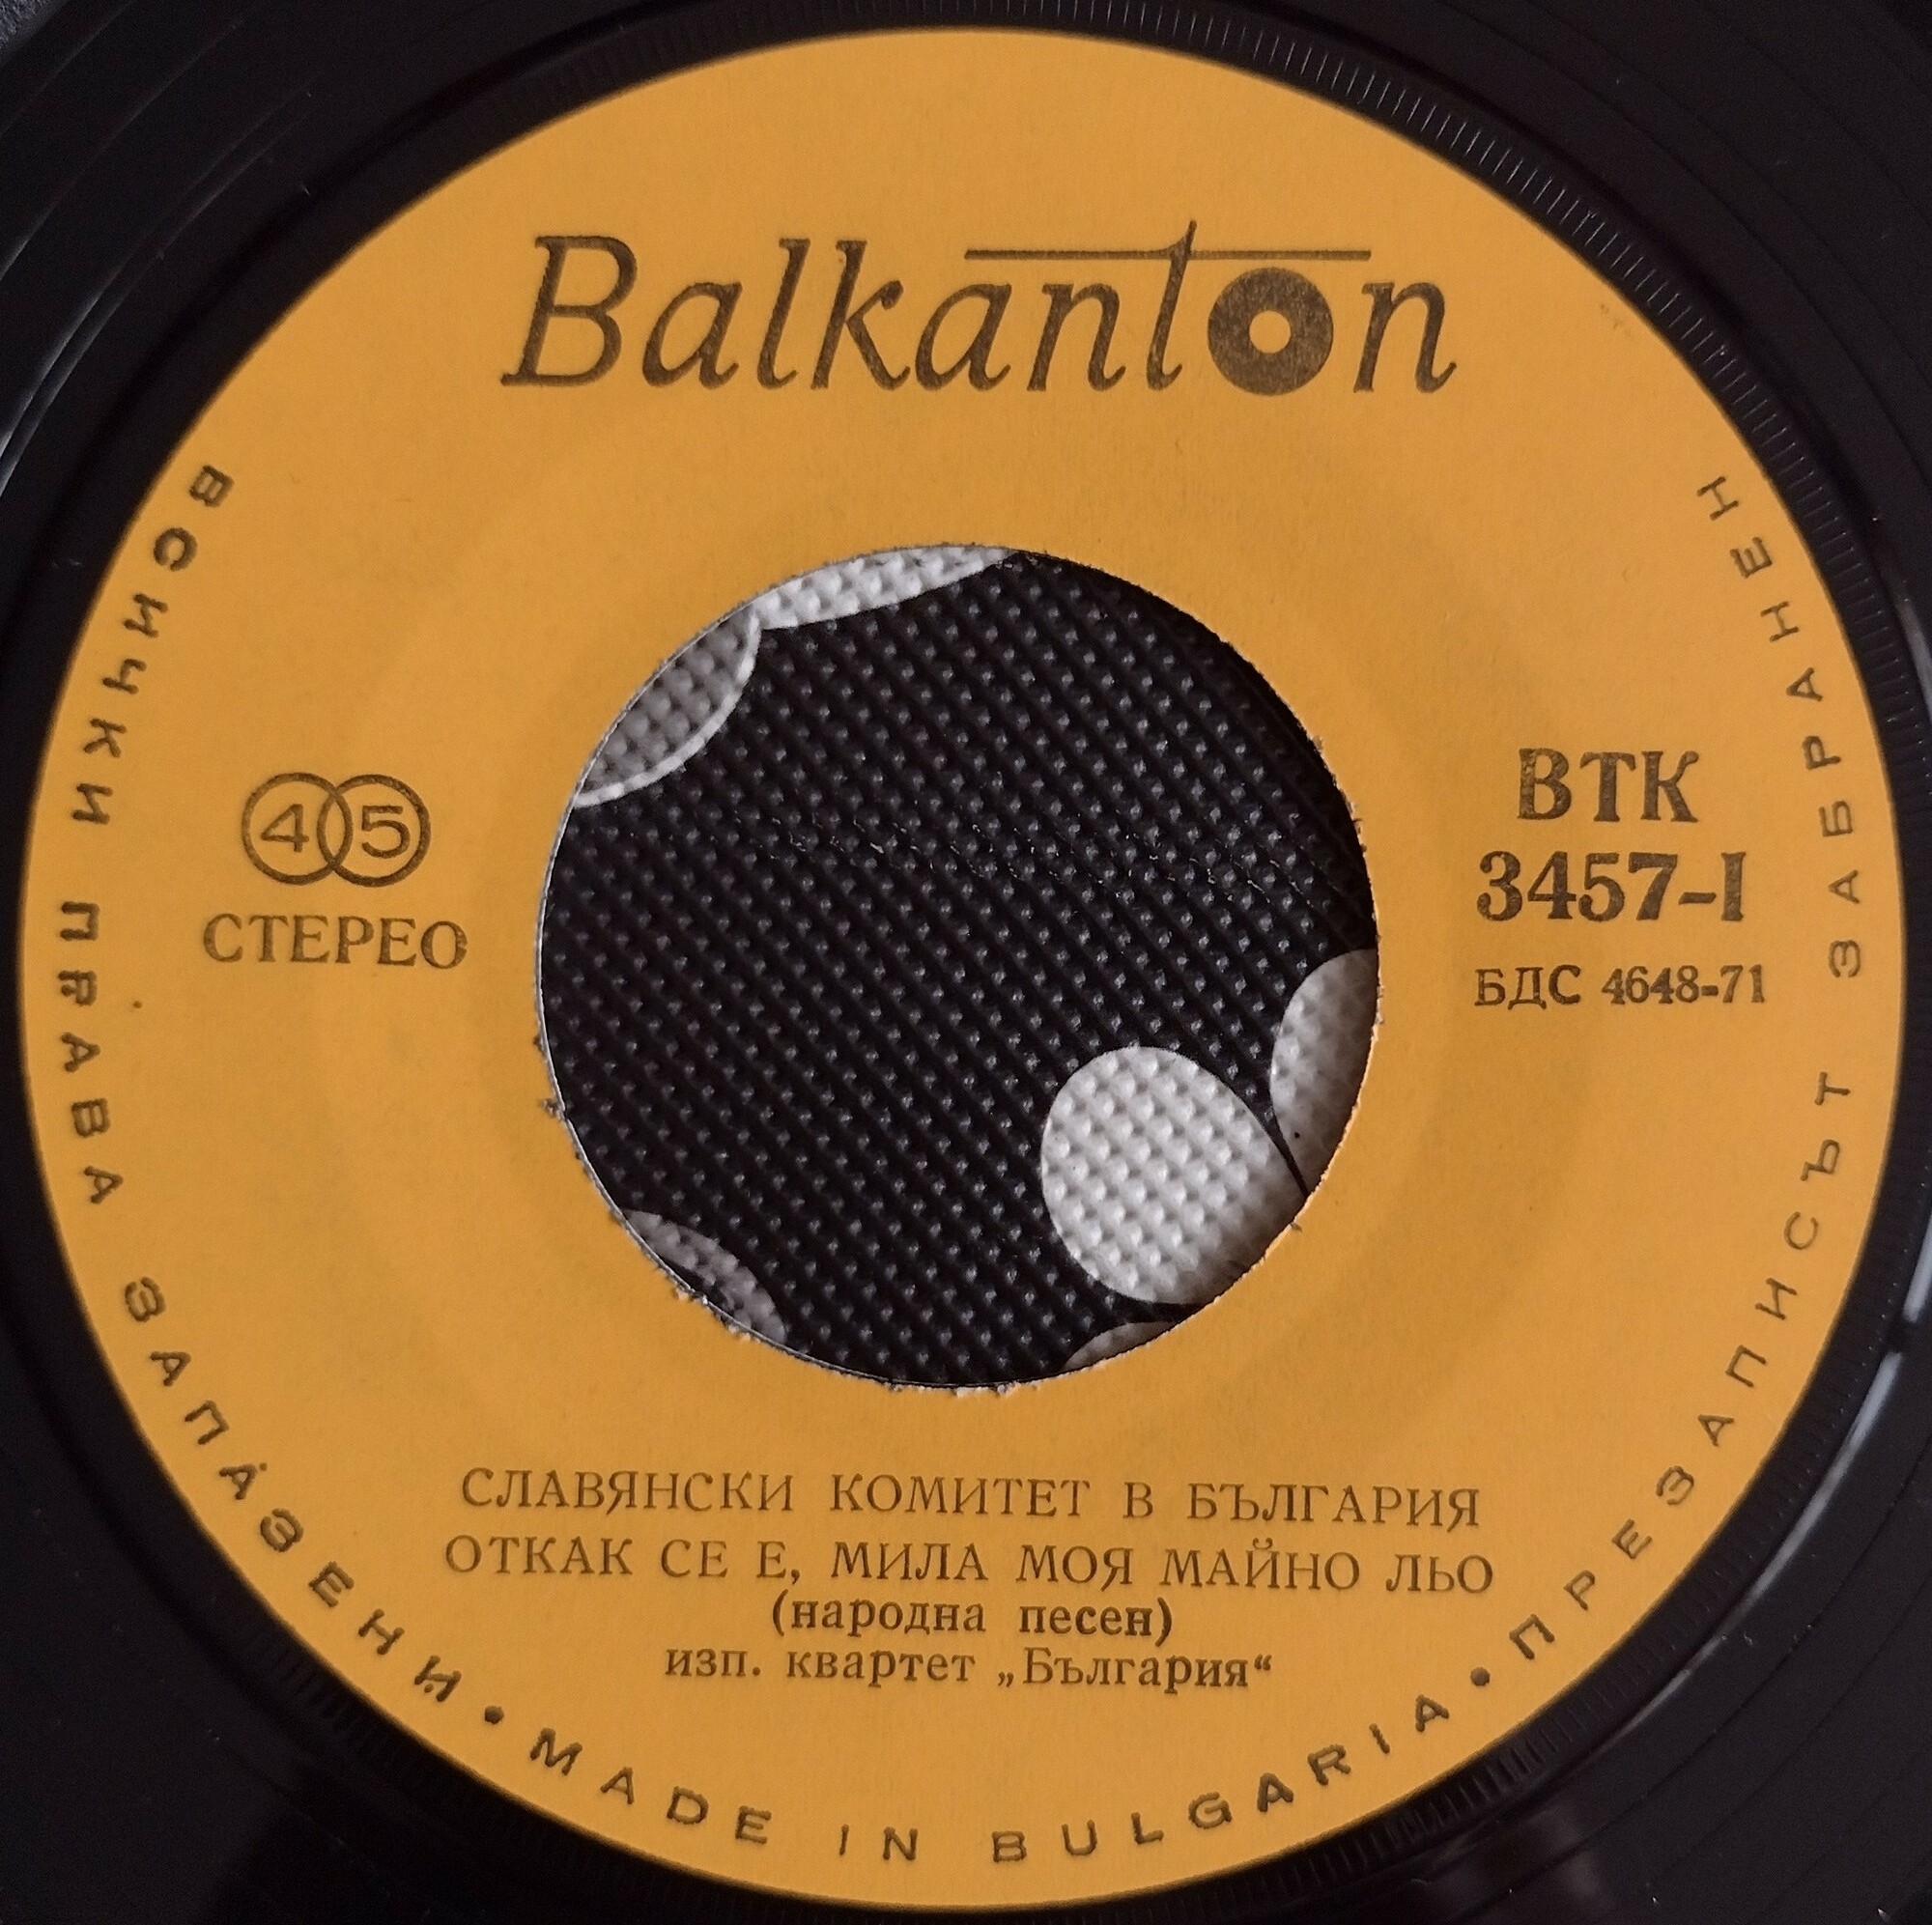 Balkanton
45
СТЕРЕО
ВТК
3457-I
БДС 4648-71
СЛАВЯНСКИ КОМИТЕТ В БЪЛГАРИЯ
ОТКАК СЕ Е, МИЛА МОЯ МАЙНО ЛЬО
(народна песен)
изп. квартет „България“
ВСИЧКИ ПРАВА ЗАПАЗЕНИ • MADE IN BULGARIA • ПРЕЗАПИСЪТ ЗАБРАНЕН